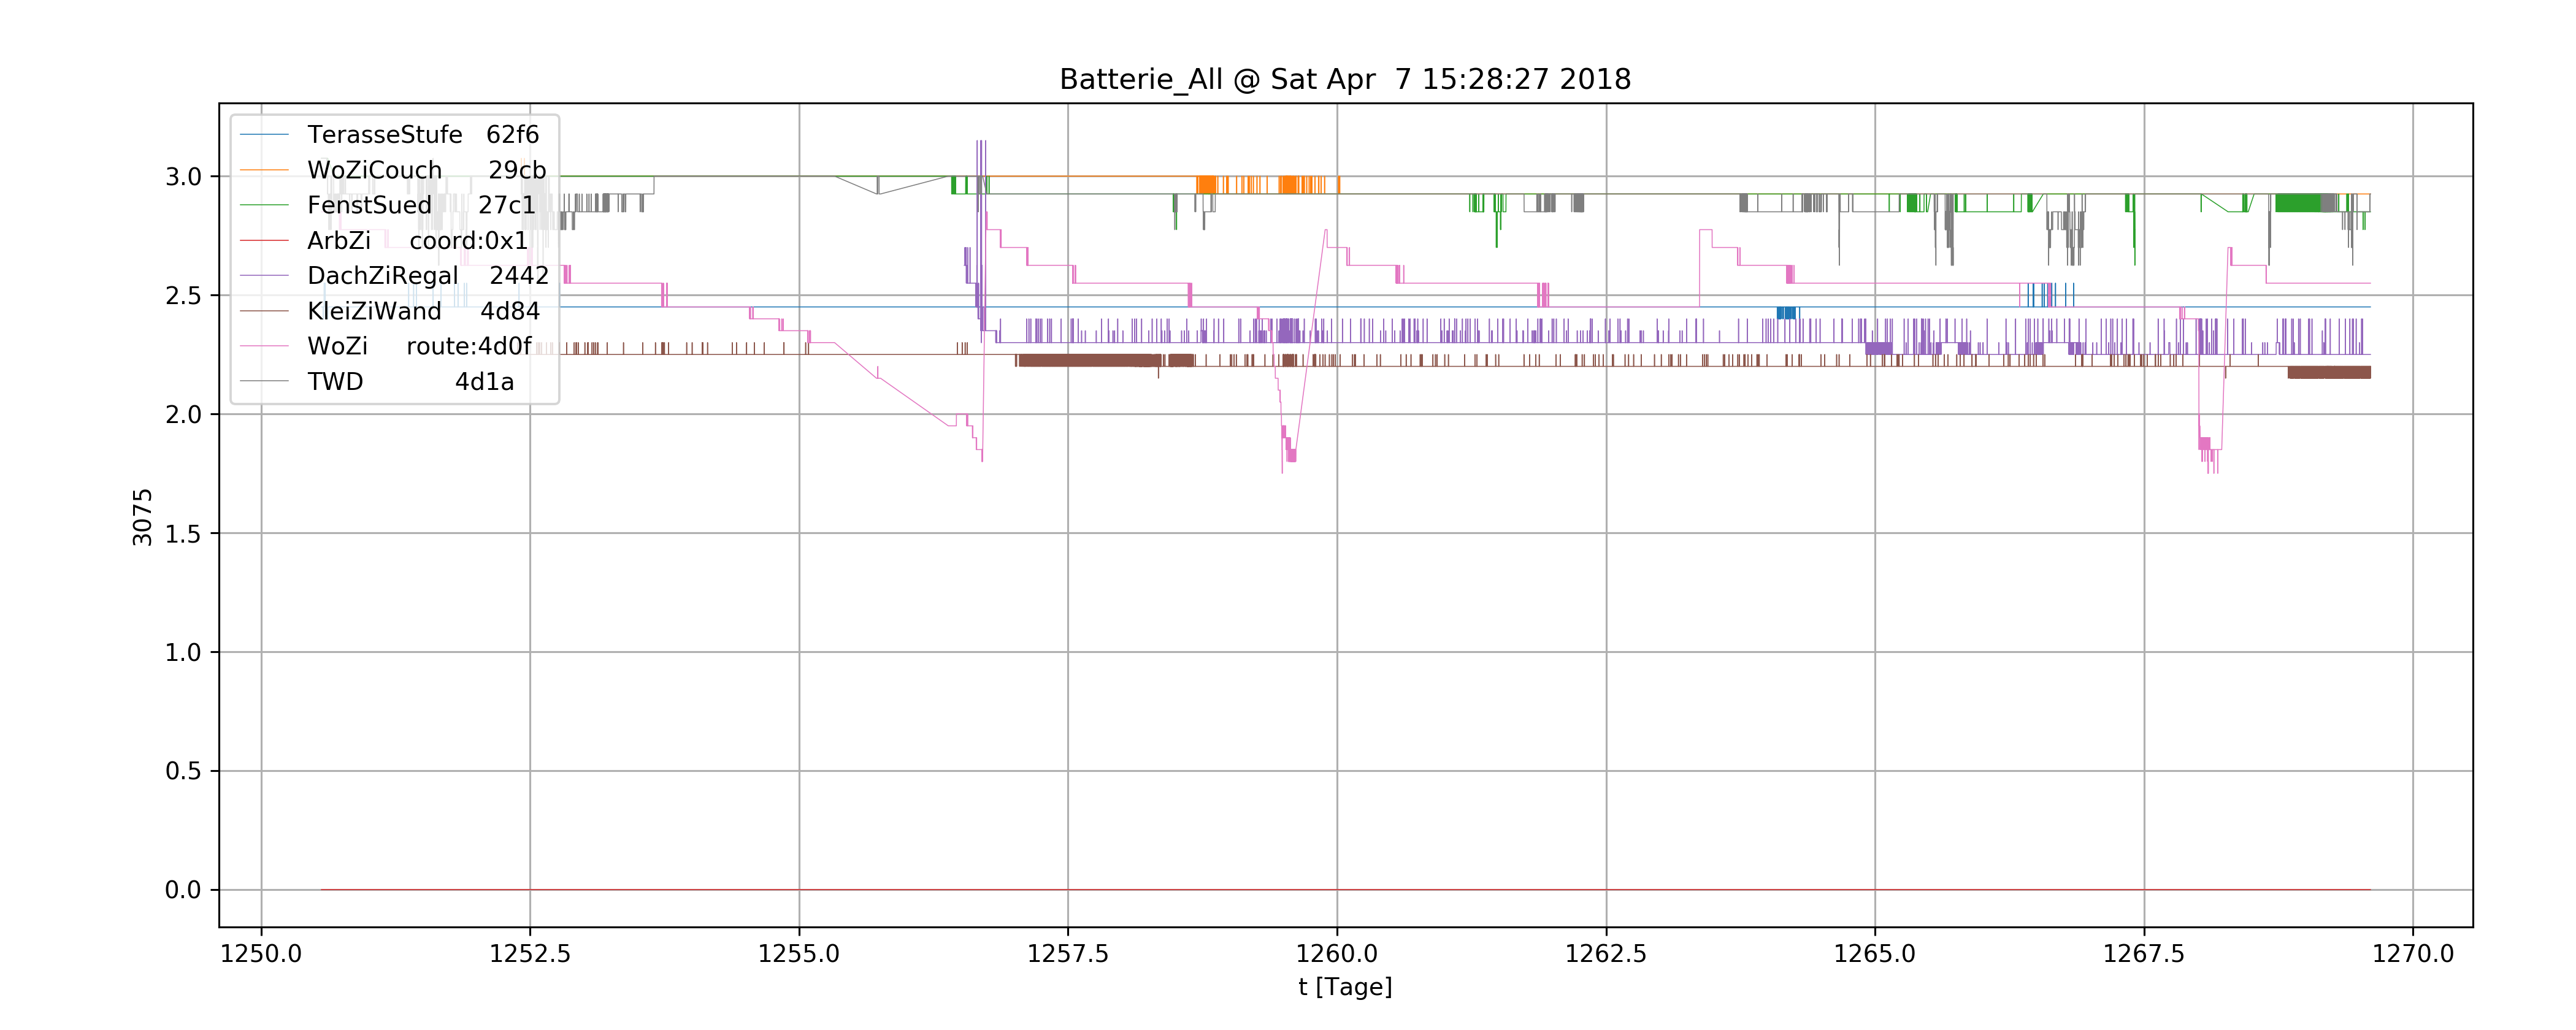 Batterie_All @ Sat Apr  7 15:28:27 2018
TerasseStufe   62f6
WoZiCouch      29cb
FenstSued      27c1
ArbZi     coord:0x1
DachZiRegal    2442
KleiZiWand     4d84
WoZi     route:4d0f
TWD            4d1a
3.0
2.5
2.0
1.5
1.0
0.5
0.0
3075
1250.0 1252.5 1255.0 1257.5 1260.0 1262.5 1265.0 1267.5 1270.0
t [Tage]